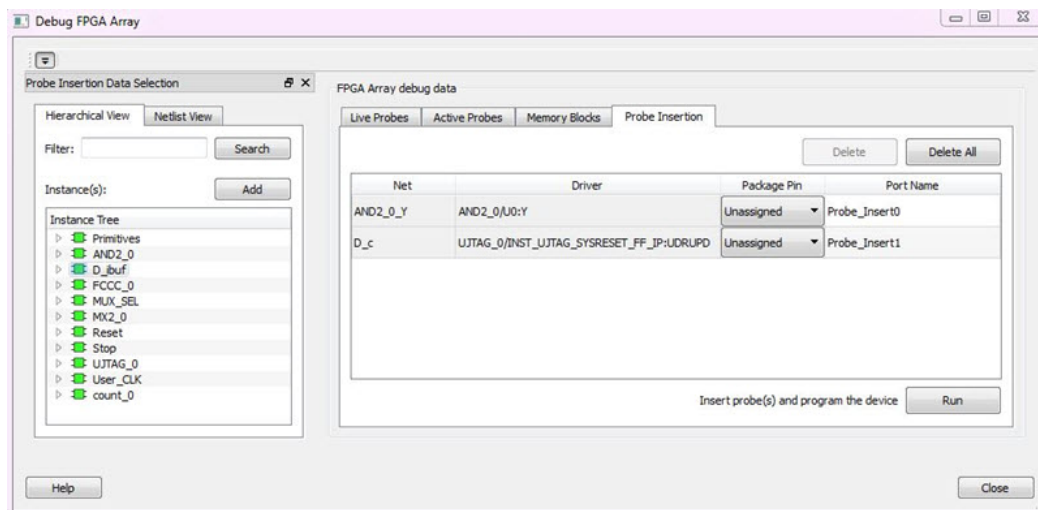 Debug FPGA Array
Probe Insertion Data Selection
Hierarchical View Netlist View
Filter: Search
Instance(s): Add
Instance Tree
Primitives
AND2_0
D_ibuf
FCCC_0
MUX_SEL
MX2_0
Reset
Stop
UJTAG_0
User_CLK
count_0
FPGA Array debug data
Live Probes Active Probes Memory Blocks Probe Insertion
Delete Delete All
Net Driver Package Pin Port Name
AND2_0_Y AND2_0/U0:Y Unassigned Probe_Insert0
D_c UJTAG_0/INST_UJTAG_SYSRESET_FF_IP:UDRUPD Unassigned Probe_Insert1
Insert probe(s) and program the device Run
Help Close